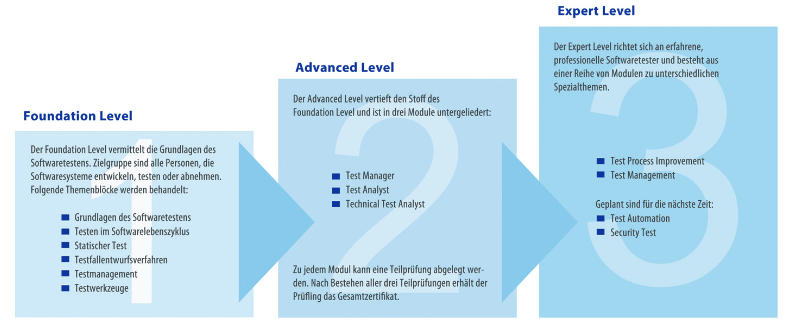 Foundation Level
1
Der Foundation Level vermittelt die Grundlagen des
Softwaretestens. Zielgruppe sind alle Personen, die
Softwaresysteme entwickeln, testen oder abnehmen.
Folgende Themenblöcke werden behandelt:
Grundlagen des Softwaretestens
Testen im Softwarelebenszyklus
Statischer Test
Testfallentwurfsverfahren
Testmanagement
Testwerkzeuge
Advanced Level
2
Der Advanced Level vertieft den Stoff des
Foundation Level und ist in drei Module untergeliedert:
Test Manager
Test Analyst
Technical Test Analyst
Zu jedem Modul kann eine Teilprüfung abgelegt wer-
den. Nach Bestehen aller drei Teilprüfungen erhält der
Prüfling das Gesamtzertifikat.
Expert Level
3
Der Expert Level richtet sich an erfahrene,
professionelle Softwaretester und besteht aus
einer Reihe von Modulen zu unterschiedlichen
Spezialthemen.
Test Process Improvement
Test Management
Geplant sind für die nächste Zeit:
Test Automation
Security Test